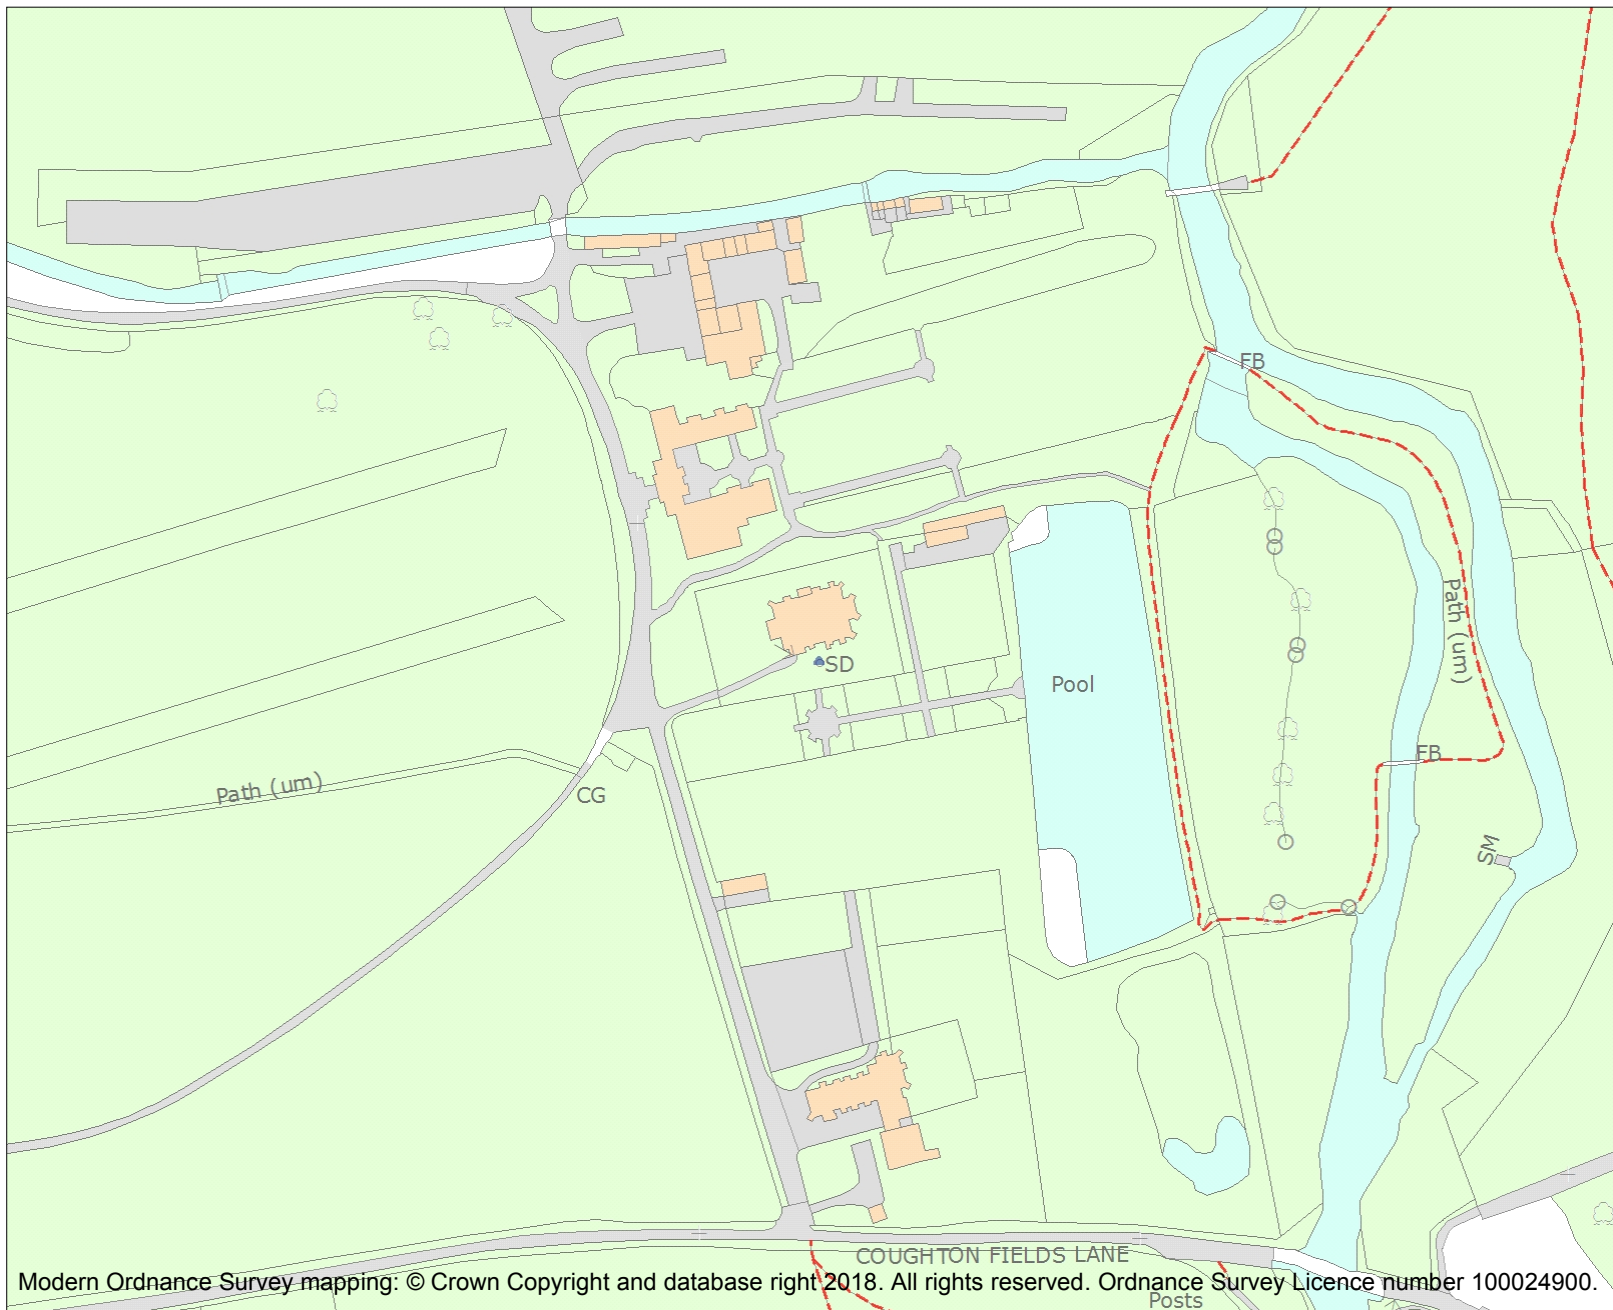 FB
Path (um)
SD
Pool
FB
Path (um)
CG
SM
COUGHTON FIELDS LANE
Modern Ordnance Survey mapping: © Crown Copyright and database right 2018. All rights reserved. Ordnance Survey Licence number 100024900.
Posts